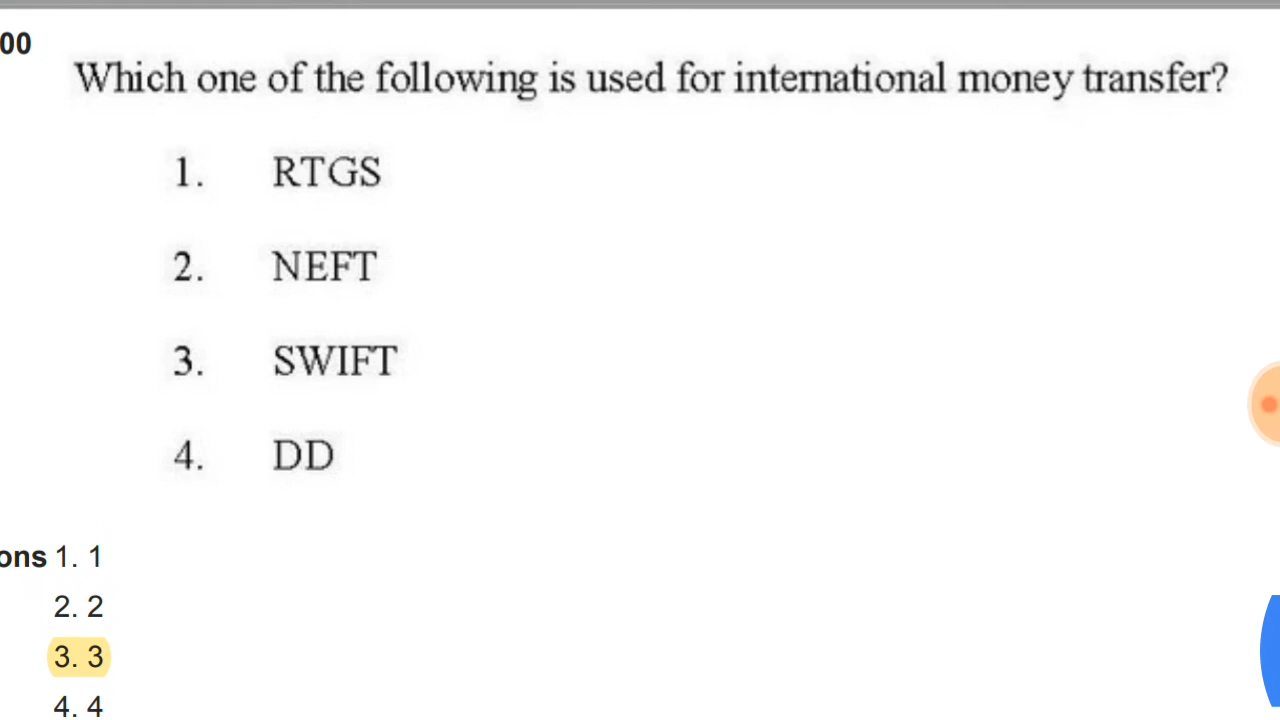 00
Which one of the following is used for international money transfer?
1. RTGS
2. NEFT
3. SWIFT
4. DD
ons 1. 1
2. 2
3. 3
4. 4